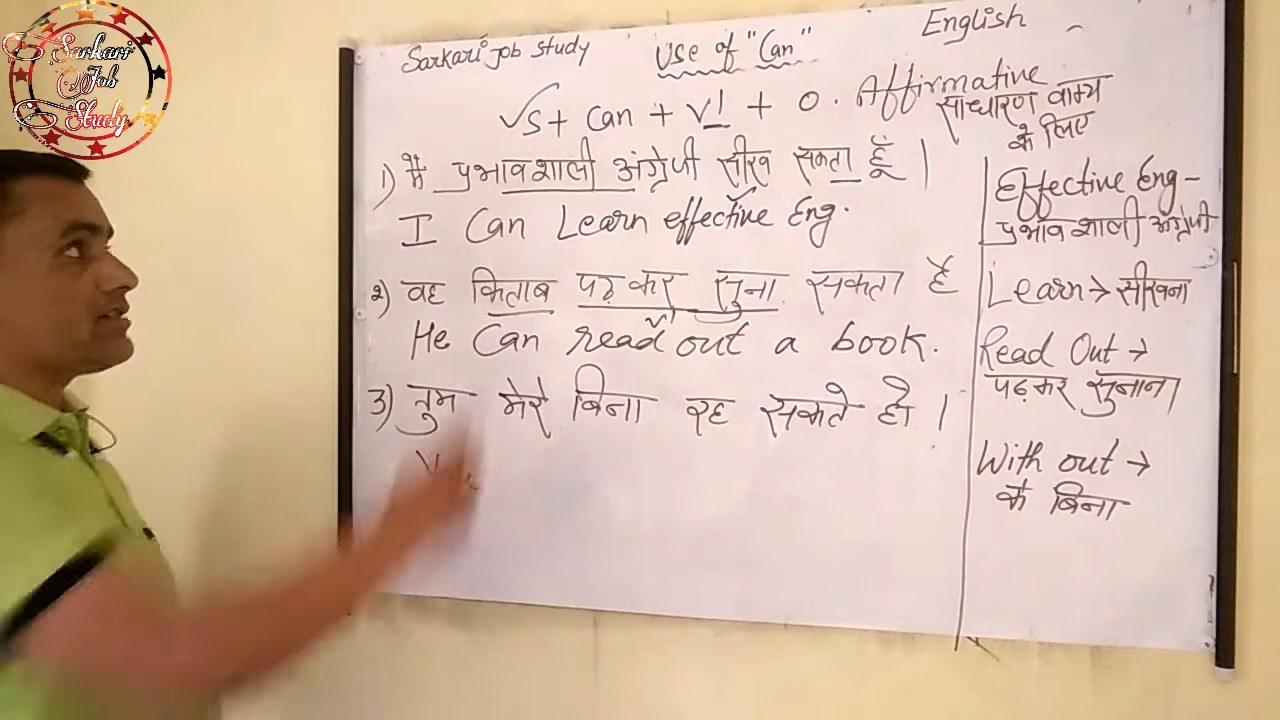 Sarkari
Job
Study
Sarkari job study
Use of "Can"
English
√S + Can + V1 + O. Affirmative
साधारण वाक्य
के लिए
1) मैं प्रभावशाली अंग्रेजी सीख सकता हूँ |
I Can Learn effective Eng.
2) वह किताब पढ़कर सुना सकता है
He Can read out a book.
3) तुम मेरे बिना रह सकते हो |
Effective Eng -
प्रभावशाली अंग्रेजी
Learn → सीखना
Read Out →
पढ़कर सुनाना
With out →
के बिना